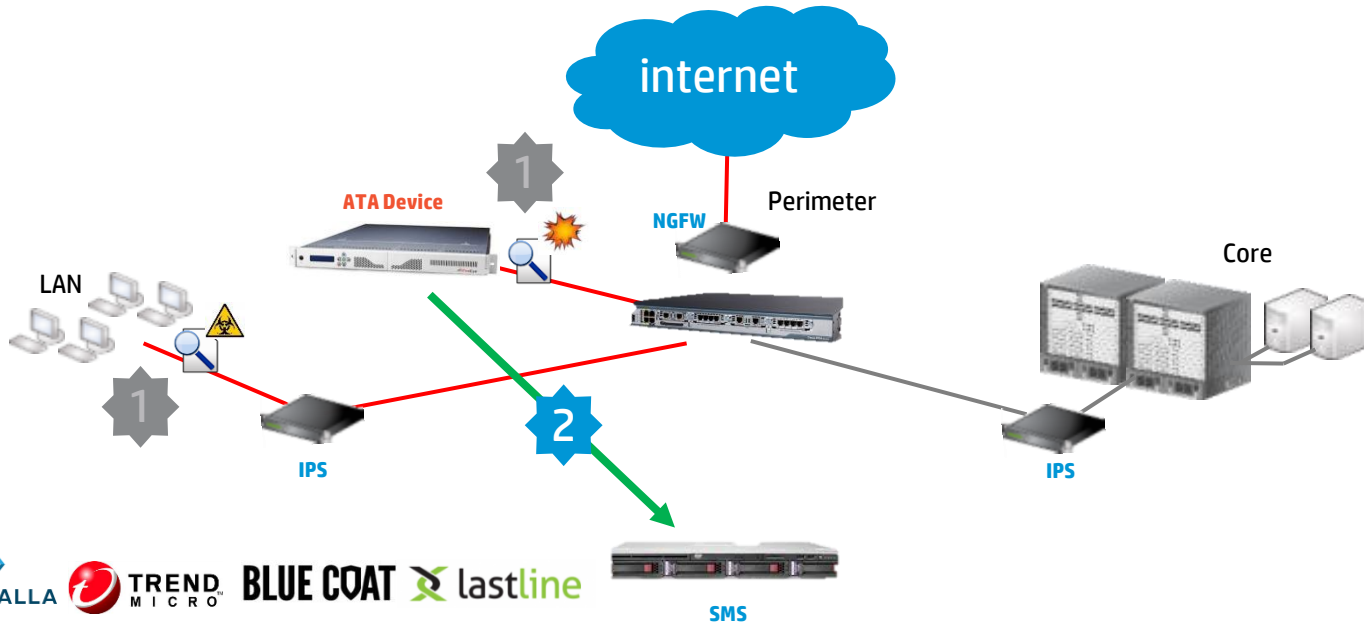 internet
1
ATA Device
NGFW
Perimeter
Core
LAN
1
2
IPS
IPS
ALLA
TREND
MICRO
BLUE COAT
lastline
SMS